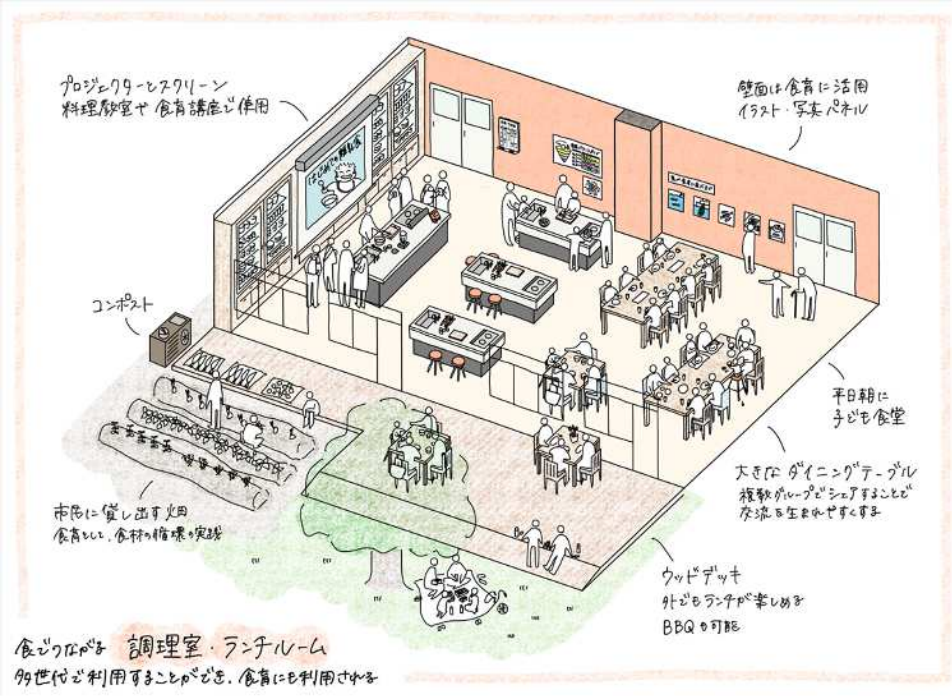 プロジェクターとスクリーン
料理教室や食育講座で使用
壁面は食育に活用
イラスト・写真パネル
はじめての離乳食
コンポスト
平日朝に
子ども食堂
大きなダイニングテーブル
複数グループでシェアすることで
交流を生まれやすくする
市民に貸し出す畑
食育として、食材の循環の実践
ウッドデッキ
外でもランチが楽しめる
BBQも可能
食でつながる 調理室・ランチルーム
多世代で利用することができ、食育にも利用される